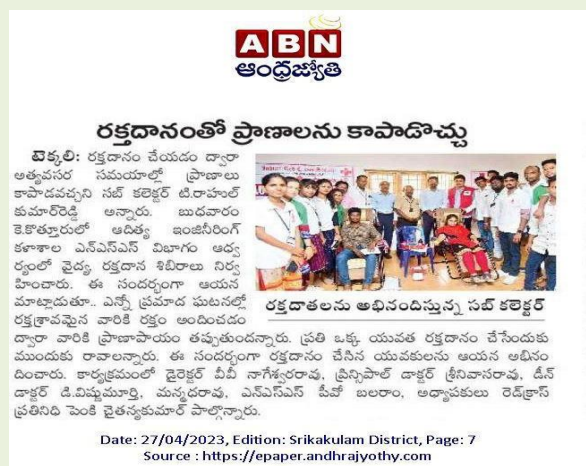 ABN
ఆంధ్రజ్యోతి
రక్తదానంతో ప్రాణాలను కాపాడొచ్చు
టెక్కలి: రక్తదానం చేయడం ద్వారా
అత్యవసర సమయాల్లో ప్రాణాలు
కాపాడవచ్చని సబ్ కలెక్టర్ టి.రాహుల్
కుమార్‌రెడ్డి అన్నారు. బుధవారం
కె.కొత్తూరులో ఆదిత్య ఇంజినీరింగ్
కళాశాల ఎన్ఎస్ఎస్ విభాగం ఆధ్వ
ర్యంలో వైద్య, రక్తదాన శిబిరాలు నిర్వ
హించారు. ఈ సందర్భంగా ఆయన
మాట్లాడుతూ.. ఎన్నో ప్రమాద ఘటనల్లో
రక్తశ్రావమైన వారికి రక్తం అందించడం
ద్వారా వారికి ప్రాణాపాయం తప్పుతుందన్నారు. ప్రతి ఒక్క యువత రక్తదానం చేసేందుకు
ముందుకు రావాలన్నారు. ఈ సందర్భంగా రక్తదానం చేసిన యువకులను ఆయన అభినం
దించారు. కార్యక్రమంలో డైరెక్టర్ వీవీ నాగేశ్వరరావు, ప్రిన్సిపాల్ డాక్టర్ శ్రీనివాసరావు, డీన్
డాక్టర్ డి.విష్ణుమూర్తి, మన్మథరావు, ఎన్ఎస్ఎస్ పీవో బలరాం, అధ్యాపకులు రెడ్‌క్రాస్
ప్రతినిధి పెంకి చైతన్యకుమార్ పాల్గొన్నారు.
రక్తదాతలను అభినందిస్తున్న సబ్ కలెక్టర్
Date: 27/04/2023, Edition: Srikakulam District, Page: 7
Source : https://epaper.andhrajyothy.com